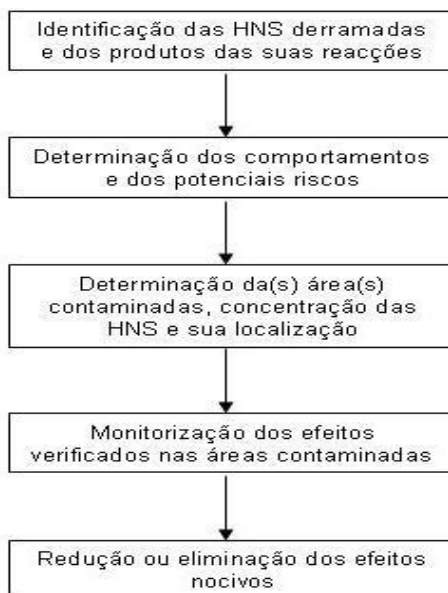 Identificação das HNS derramadas
e dos produtos das suas reacções
Determinação dos comportamentos
e dos potenciais riscos
Determinação da(s) área(s)
contaminadas, concentração das
HNS e sua localização
Monitorização dos efeitos
verificados nas áreas contaminadas
Redução ou eliminação dos efeitos
nocivos